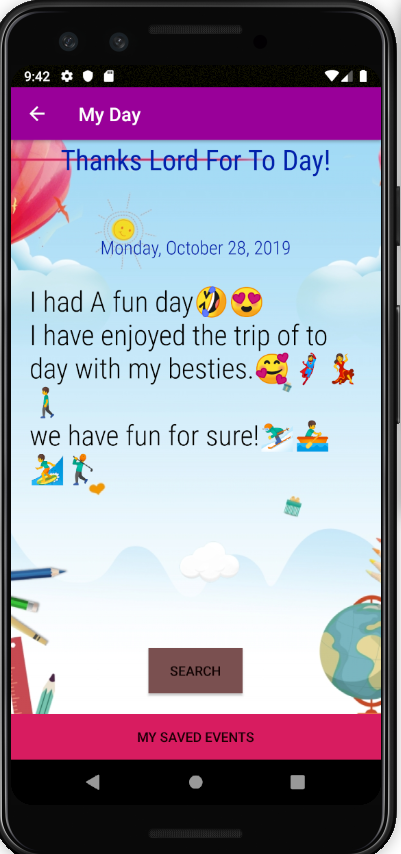 9:42
My Day
Thanks Lord For To Day!
Monday, October 28, 2019
I had A fun day🤣😍
I have enjoyed the trip of to
day with my besties.🥰🦸‍♀️💃
🚶‍♂️
we have fun for sure!⛷️🚣‍♂️
🏄‍♂️🏌️‍♂️
SEARCH
MY SAVED EVENTS